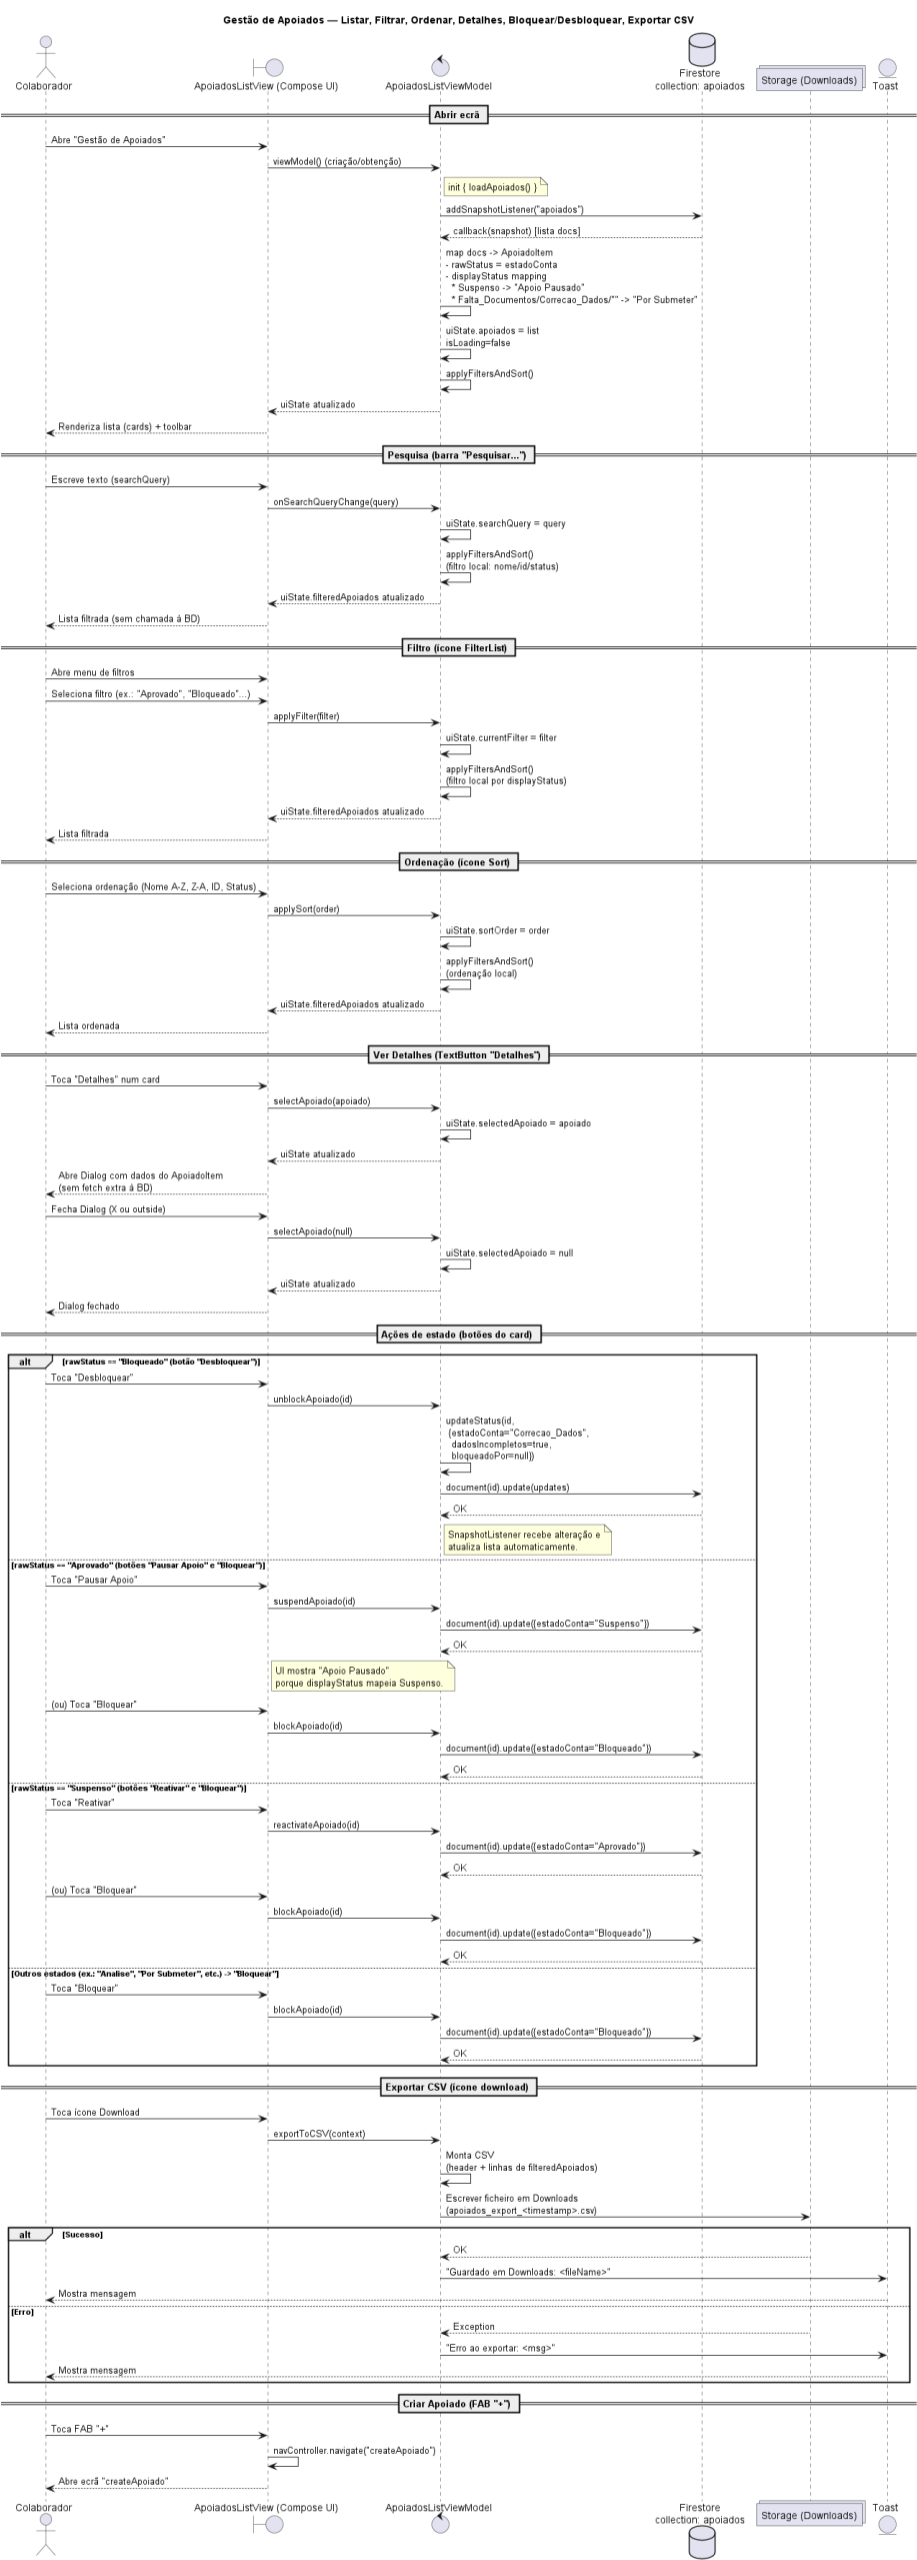 Gestão de Apoiados — Listar, Filtrar, Ordenar, Detalhes, Bloquear/Desbloquear, Exportar CSV
Colaborador
ApoiadosListView (Compose UI)
ApoiadosListViewModel
Firestore
collection: apoiados
Storage (Downloads)
Toast
Abrir ecrã
Abre "Gestão de Apoiados"
viewModel() (criação/obtenção)
init { loadApoiados() }
addSnapshotListener("apoiados")
callback(snapshot) [lista docs]
map docs -> ApoiadoItem
- rawStatus = estadoConta
- displayStatus mapping
* Suspenso -> "Apoio Pausado"
* Falta_Documentos/Correcao_Dados/"" -> "Por Submeter"
uiState.apoiados = list
isLoading=false
applyFiltersAndSort()
uiState atualizado
Renderiza lista (cards) + toolbar
Pesquisa (barra "Pesquisar...")
Escreve texto (searchQuery)
onSearchQueryChange(query)
uiState.searchQuery = query
applyFiltersAndSort()
(filtro local: nome/id/status)
uiState.filteredApoiados atualizado
Lista filtrada (sem chamada á BD)
Filtro (ícone FilterList)
Abre menu de filtros
Seleciona filtro (ex.: "Aprovado", "Bloqueado"...)
applyFilter(filter)
uiState.currentFilter = filter
applyFiltersAndSort()
(filtro local por displayStatus)
uiState.filteredApoiados atualizado
Lista filtrada
Ordenação (ícone Sort)
Seleciona ordenação (Nome A-Z, Z-A, ID, Status)
applySort(order)
uiState.sortOrder = order
applyFiltersAndSort()
(ordenação local)
uiState.filteredApoiados atualizado
Lista ordenada
Ver Detalhes (TextButton "Detalhes")
Toca "Detalhes" num card
selectApoiado(apoiado)
uiState.selectedApoiado = apoiado
uiState atualizado
Abre Dialog com dados do ApoiadoItem
(sem fetch extra á BD)
Fecha Dialog (X ou outside)
selectApoiado(null)
uiState.selectedApoiado = null
uiState atualizado
Dialog fechado
Ações de estado (botões do card)
alt [rawStatus == "Bloqueado" (botão "Desbloquear")]
Toca "Desbloquear"
unblockApoiado(id)
updateStatus(id,
{estadoConta="Correcao_Dados",
dadosIncompletos=true,
bloqueadoPor=null})
document(id).update(updates)
OK
SnapshotListener recebe alteração e
atualiza lista automaticamente.
[rawStatus == "Aprovado" (botões "Pausar Apoio" e "Bloquear")]
Toca "Pausar Apoio"
suspendApoiado(id)
document(id).update({estadoConta="Suspenso"})
OK
UI mostra "Apoio Pausado"
porque displayStatus mapeia Suspenso.
(ou) Toca "Bloquear"
blockApoiado(id)
document(id).update({estadoConta="Bloqueado"})
OK
[rawStatus == "Suspenso" (botões "Reativar" e "Bloquear")]
Toca "Reativar"
reactivateApoiado(id)
document(id).update({estadoConta="Aprovado"})
OK
(ou) Toca "Bloquear"
blockApoiado(id)
document(id).update({estadoConta="Bloqueado"})
OK
[Outros estados (ex.: "Analise", "Por Submeter", etc.) -> "Bloquear"]
Toca "Bloquear"
blockApoiado(id)
document(id).update({estadoConta="Bloqueado"})
OK
Exportar CSV (ícone download)
Toca ícone Download
exportToCSV(context)
Monta CSV
(header + linhas de filteredApoiados)
Escrever ficheiro em Downloads
(apoiados_export_<timestamp>.csv)
alt [Sucesso]
OK
"Guardado em Downloads: <fileName>"
Mostra mensagem
[Erro]
Exception
"Erro ao exportar: <msg>"
Mostra mensagem
Criar Apoiado (FAB "+")
Toca FAB "+"
navController.navigate("createApoiado")
Abre ecrã "createApoiado"
Colaborador
ApoiadosListView (Compose UI)
ApoiadosListViewModel
Firestore
collection: apoiados
Storage (Downloads)
Toast